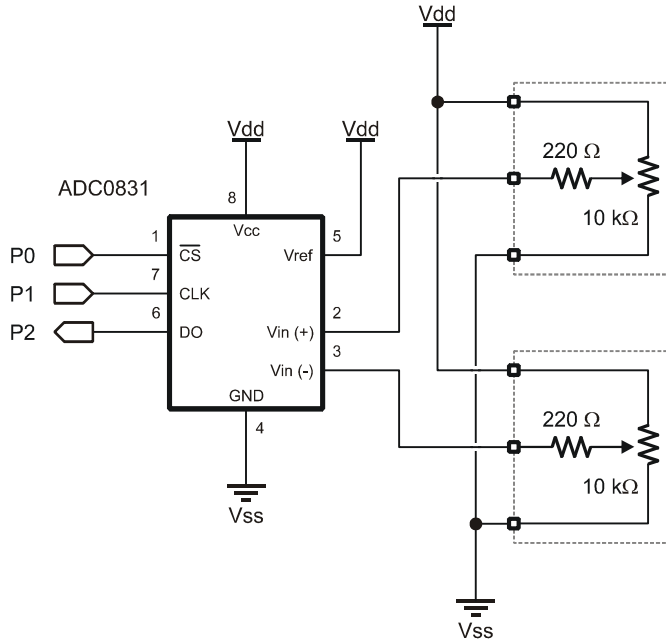 Vdd
Vdd
Vdd
ADC0831
8
Vcc
220 Ω
10 kΩ
P0
1
CS
Vref
5
P1
7
CLK
P2
6
DO
Vin (+)
2
Vin (-)
3
GND
4
Vss
220 Ω
10 kΩ
Vss